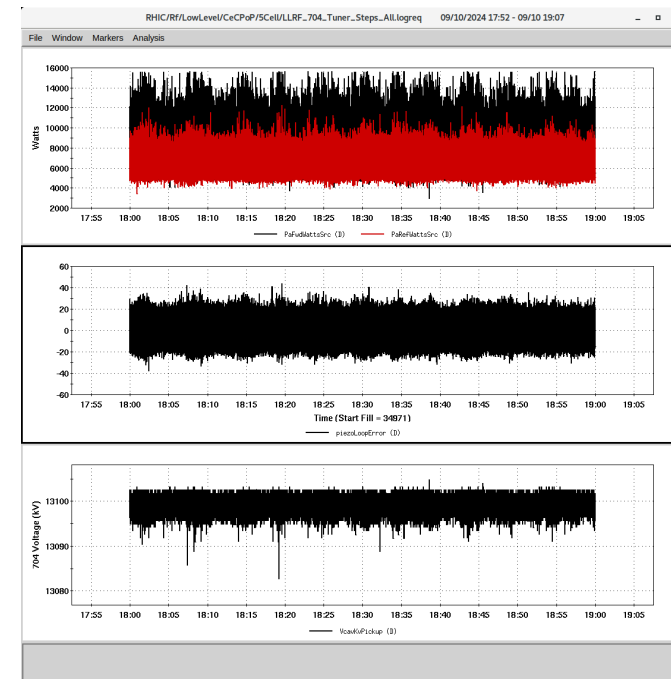 RHIC/Rf/LowLevel/CeCPoP/5Cell/LLRF_704_Tuner_Steps_All.logreq 09/10/2024 17:52 - 09/10 19:07
File Window Markers Analysis
16000
14000
12000
10000
8000
6000
4000
2000
Watts
17:55 18:00 18:05 18:10 18:15 18:20 18:25 18:30 18:35 18:40 18:45 18:50 18:55 19:00 19:05
PaFwdWattsSrc (D) PaRefWattsSrc (D)
60
40
20
0
-20
-40
-60
17:55 18:00 18:05 18:10 18:15 18:20 18:25 18:30 18:35 18:40 18:45 18:50 18:55 19:00 19:05
Time (Start Fill = 34971)
piezoLoopError (D)
13100
13090
13080
704 Voltage (kV)
17:55 18:00 18:05 18:10 18:15 18:20 18:25 18:30 18:35 18:40 18:45 18:50 18:55 19:00 19:05
VcavKvPickup (D)